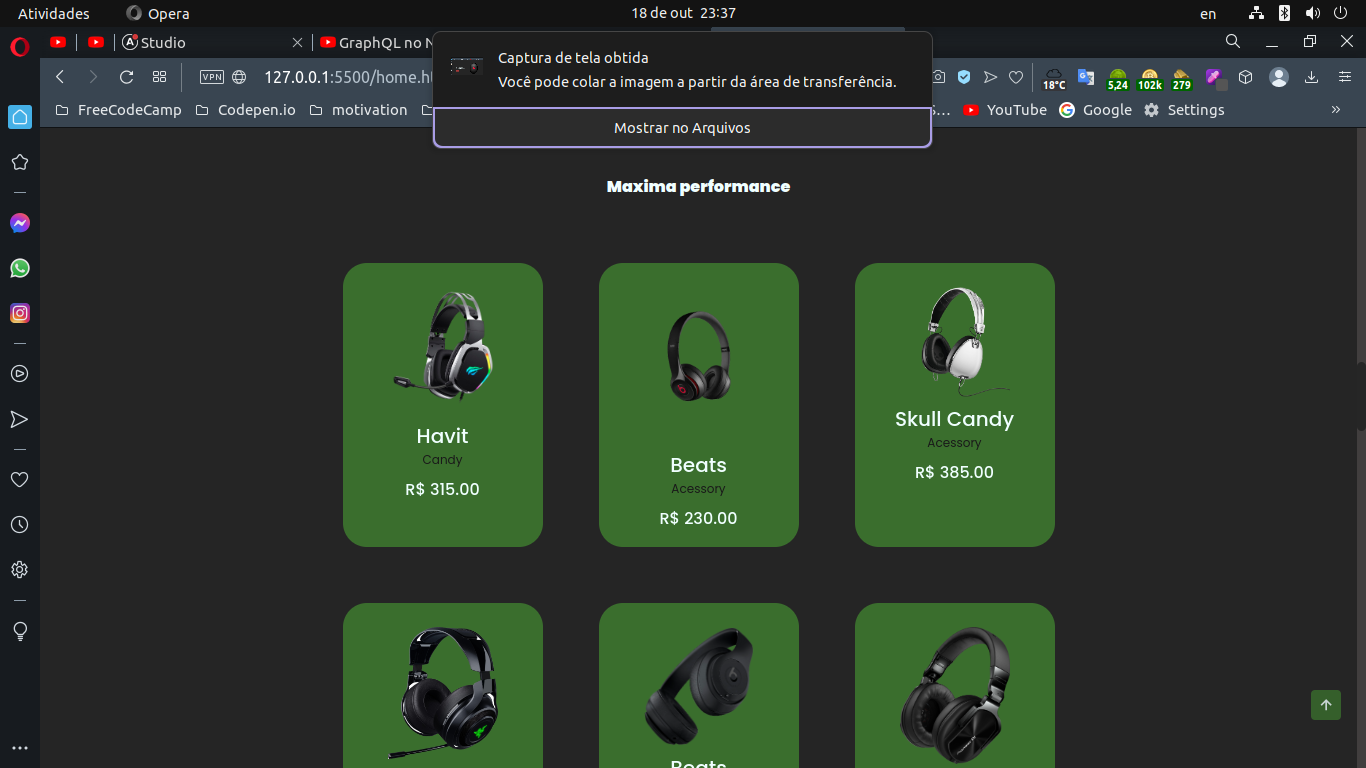 Atividades Opera 18 de out 23:37 en
Studio GraphQL no N
Captura de tela obtida
Você pode colar a imagem a partir da área de transferência.
Mostrar no Arquivos
VPN 127.0.0.1:5500/home.h 18°C 5,24 102k 279
FreeCodeCamp Codepen.io motivation YouTube Google Settings »
Maxima performance
Havit
Candy
R$ 315.00
Beats
Acessory
R$ 230.00
Skull Candy
Acessory
R$ 385.00
Beats